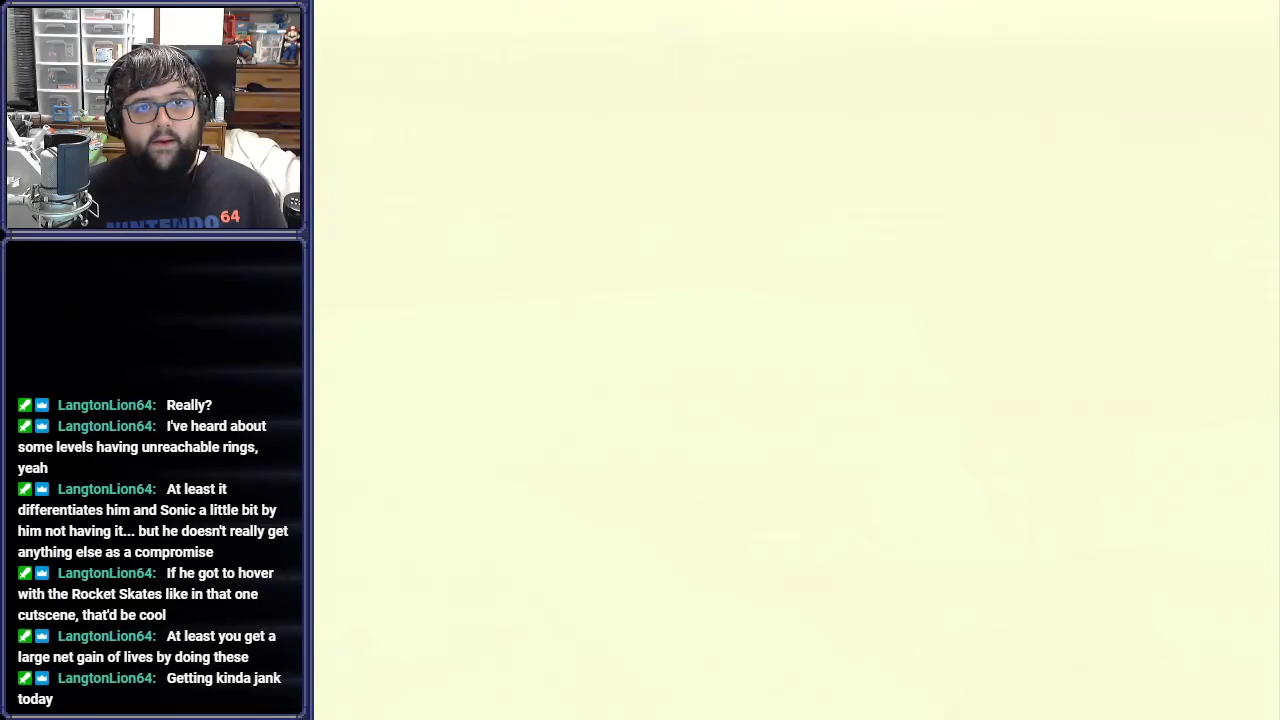 NINTENDO 64
LangtonLion64: Really?
LangtonLion64: I've heard about
some levels having unreachable rings,
yeah
LangtonLion64: At least it
differentiates him and Sonic a little bit by
him not having it... but he doesn't really get
anything else as a compromise
LangtonLion64: If he got to hover
with the Rocket Skates like in that one
cutscene, that'd be cool
LangtonLion64: At least you get a
large net gain of lives by doing these
LangtonLion64: Getting kinda jank
today